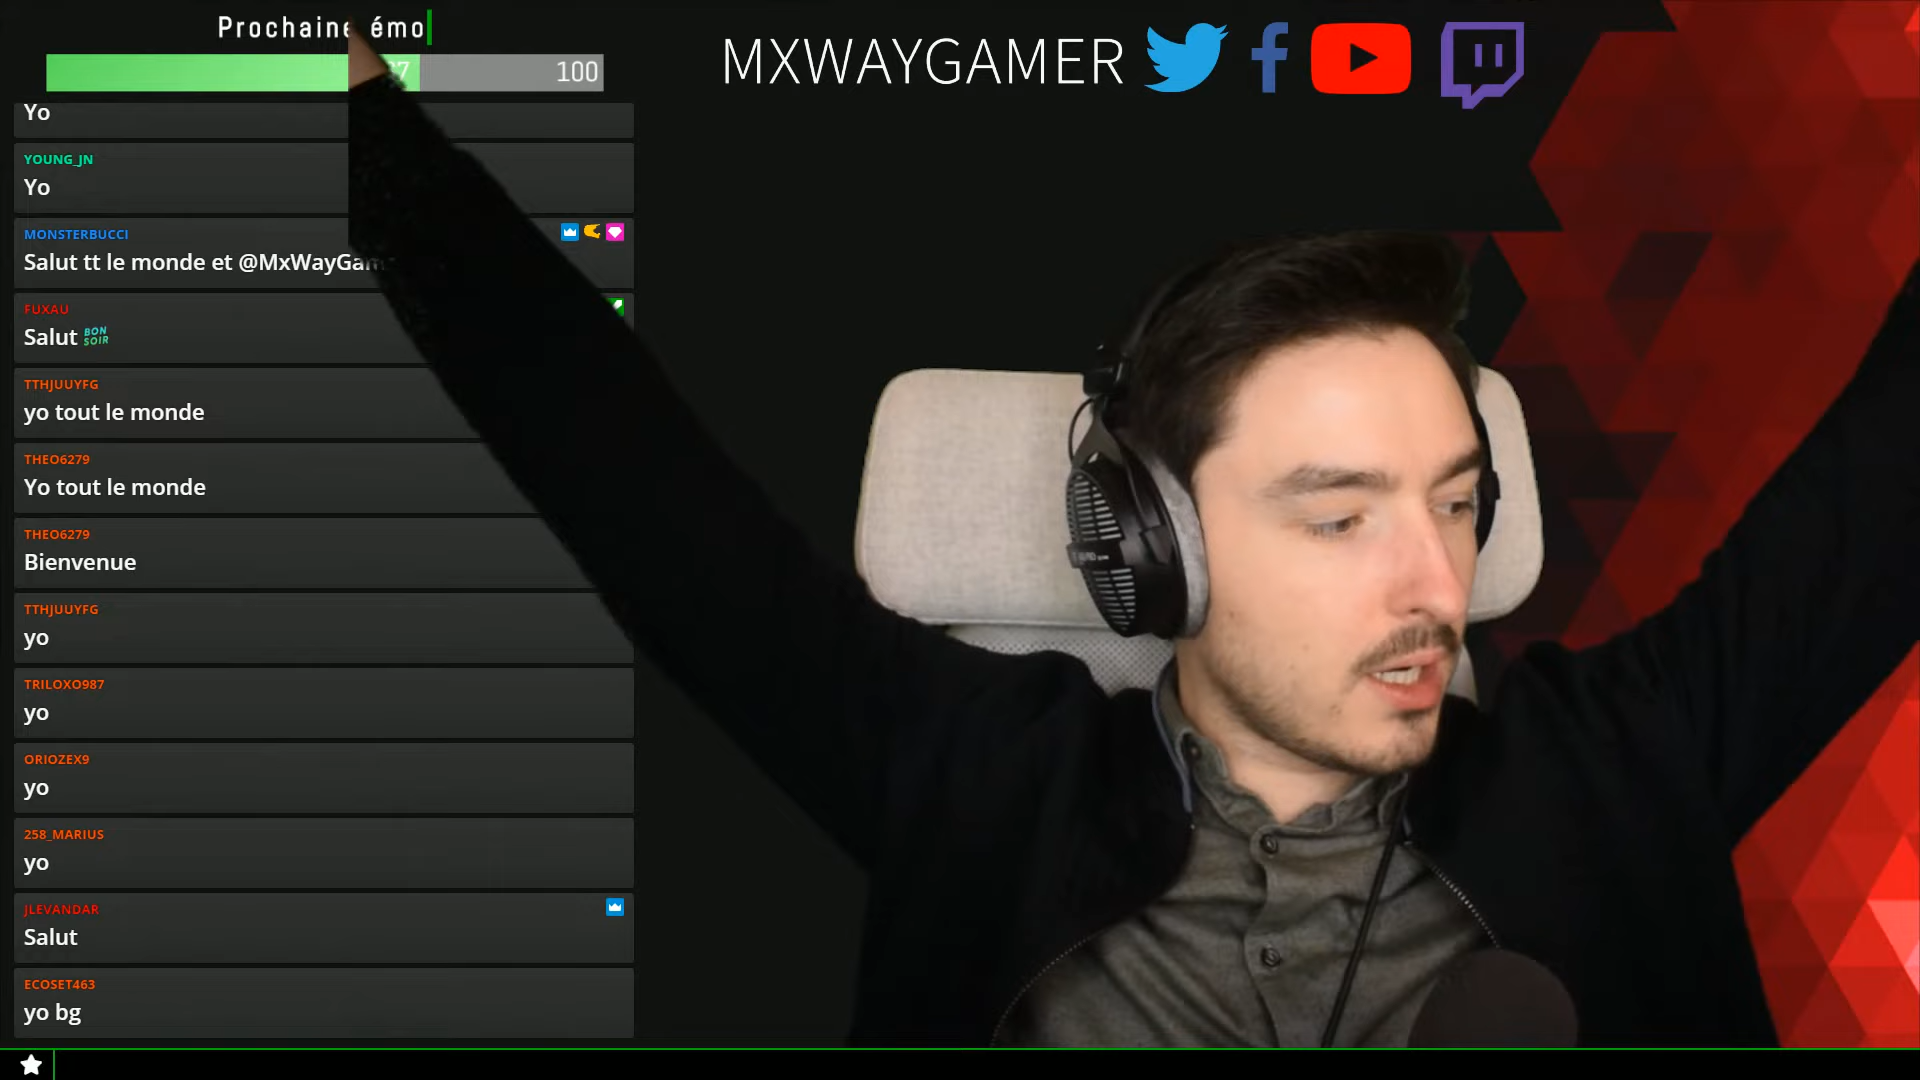 Prochaine émo
100
MXWAYGAMER
Yo
YOUNG_JN
Yo
MONSTERBUCCI
Salut tt le monde et
FUXAU
Salut BON SOIR
TTHJUUYFG
yo tout le monde
THEO6279
Yo tout le monde
THEO6279
Bienvenue
TTHJUUYFG
yo
TRILOXO987
yo
ORIOZEX9
yo
258_MARIUS
yo
JLEVANDAR
Salut
ECOSET463
yo bg